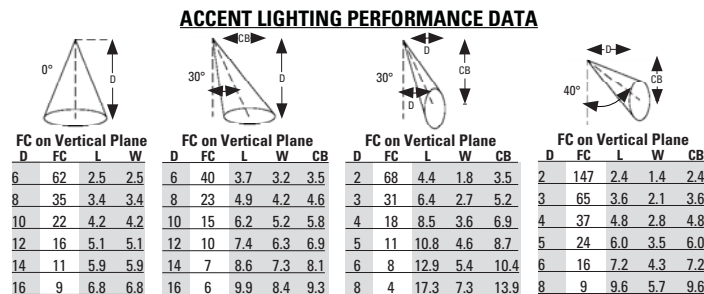 ACCENT LIGHTING PERFORMANCE DATA
0° D
30° CB D
30° D CB D
40° D CB
FC on Vertical Plane
D FC L W
6 62 2.5 2.5
8 35 3.4 3.4
10 22 4.2 4.2
12 16 5.1 5.1
14 11 5.9 5.9
16 9 6.8 6.8
FC on Vertical Plane
D FC L W CB
6 40 3.7 3.2 3.5
8 23 4.9 4.2 4.6
10 15 6.2 5.2 5.8
12 10 7.4 6.3 6.9
14 7 8.6 7.3 8.1
16 6 9.9 8.4 9.3
FC on Vertical Plane
D FC L W CB
2 68 4.4 1.8 3.5
3 31 6.4 2.7 5.2
4 18 8.5 3.6 6.9
5 11 10.8 4.6 8.7
6 8 12.9 5.4 10.4
8 4 17.3 7.3 13.9
FC on Vertical Plane
D FC L W CB
2 147 2.4 1.4 2.4
3 65 3.6 2.1 3.6
4 37 4.8 2.8 4.8
5 24 6.0 3.5 6.0
6 16 7.2 4.3 7.2
8 9 9.6 5.7 9.6